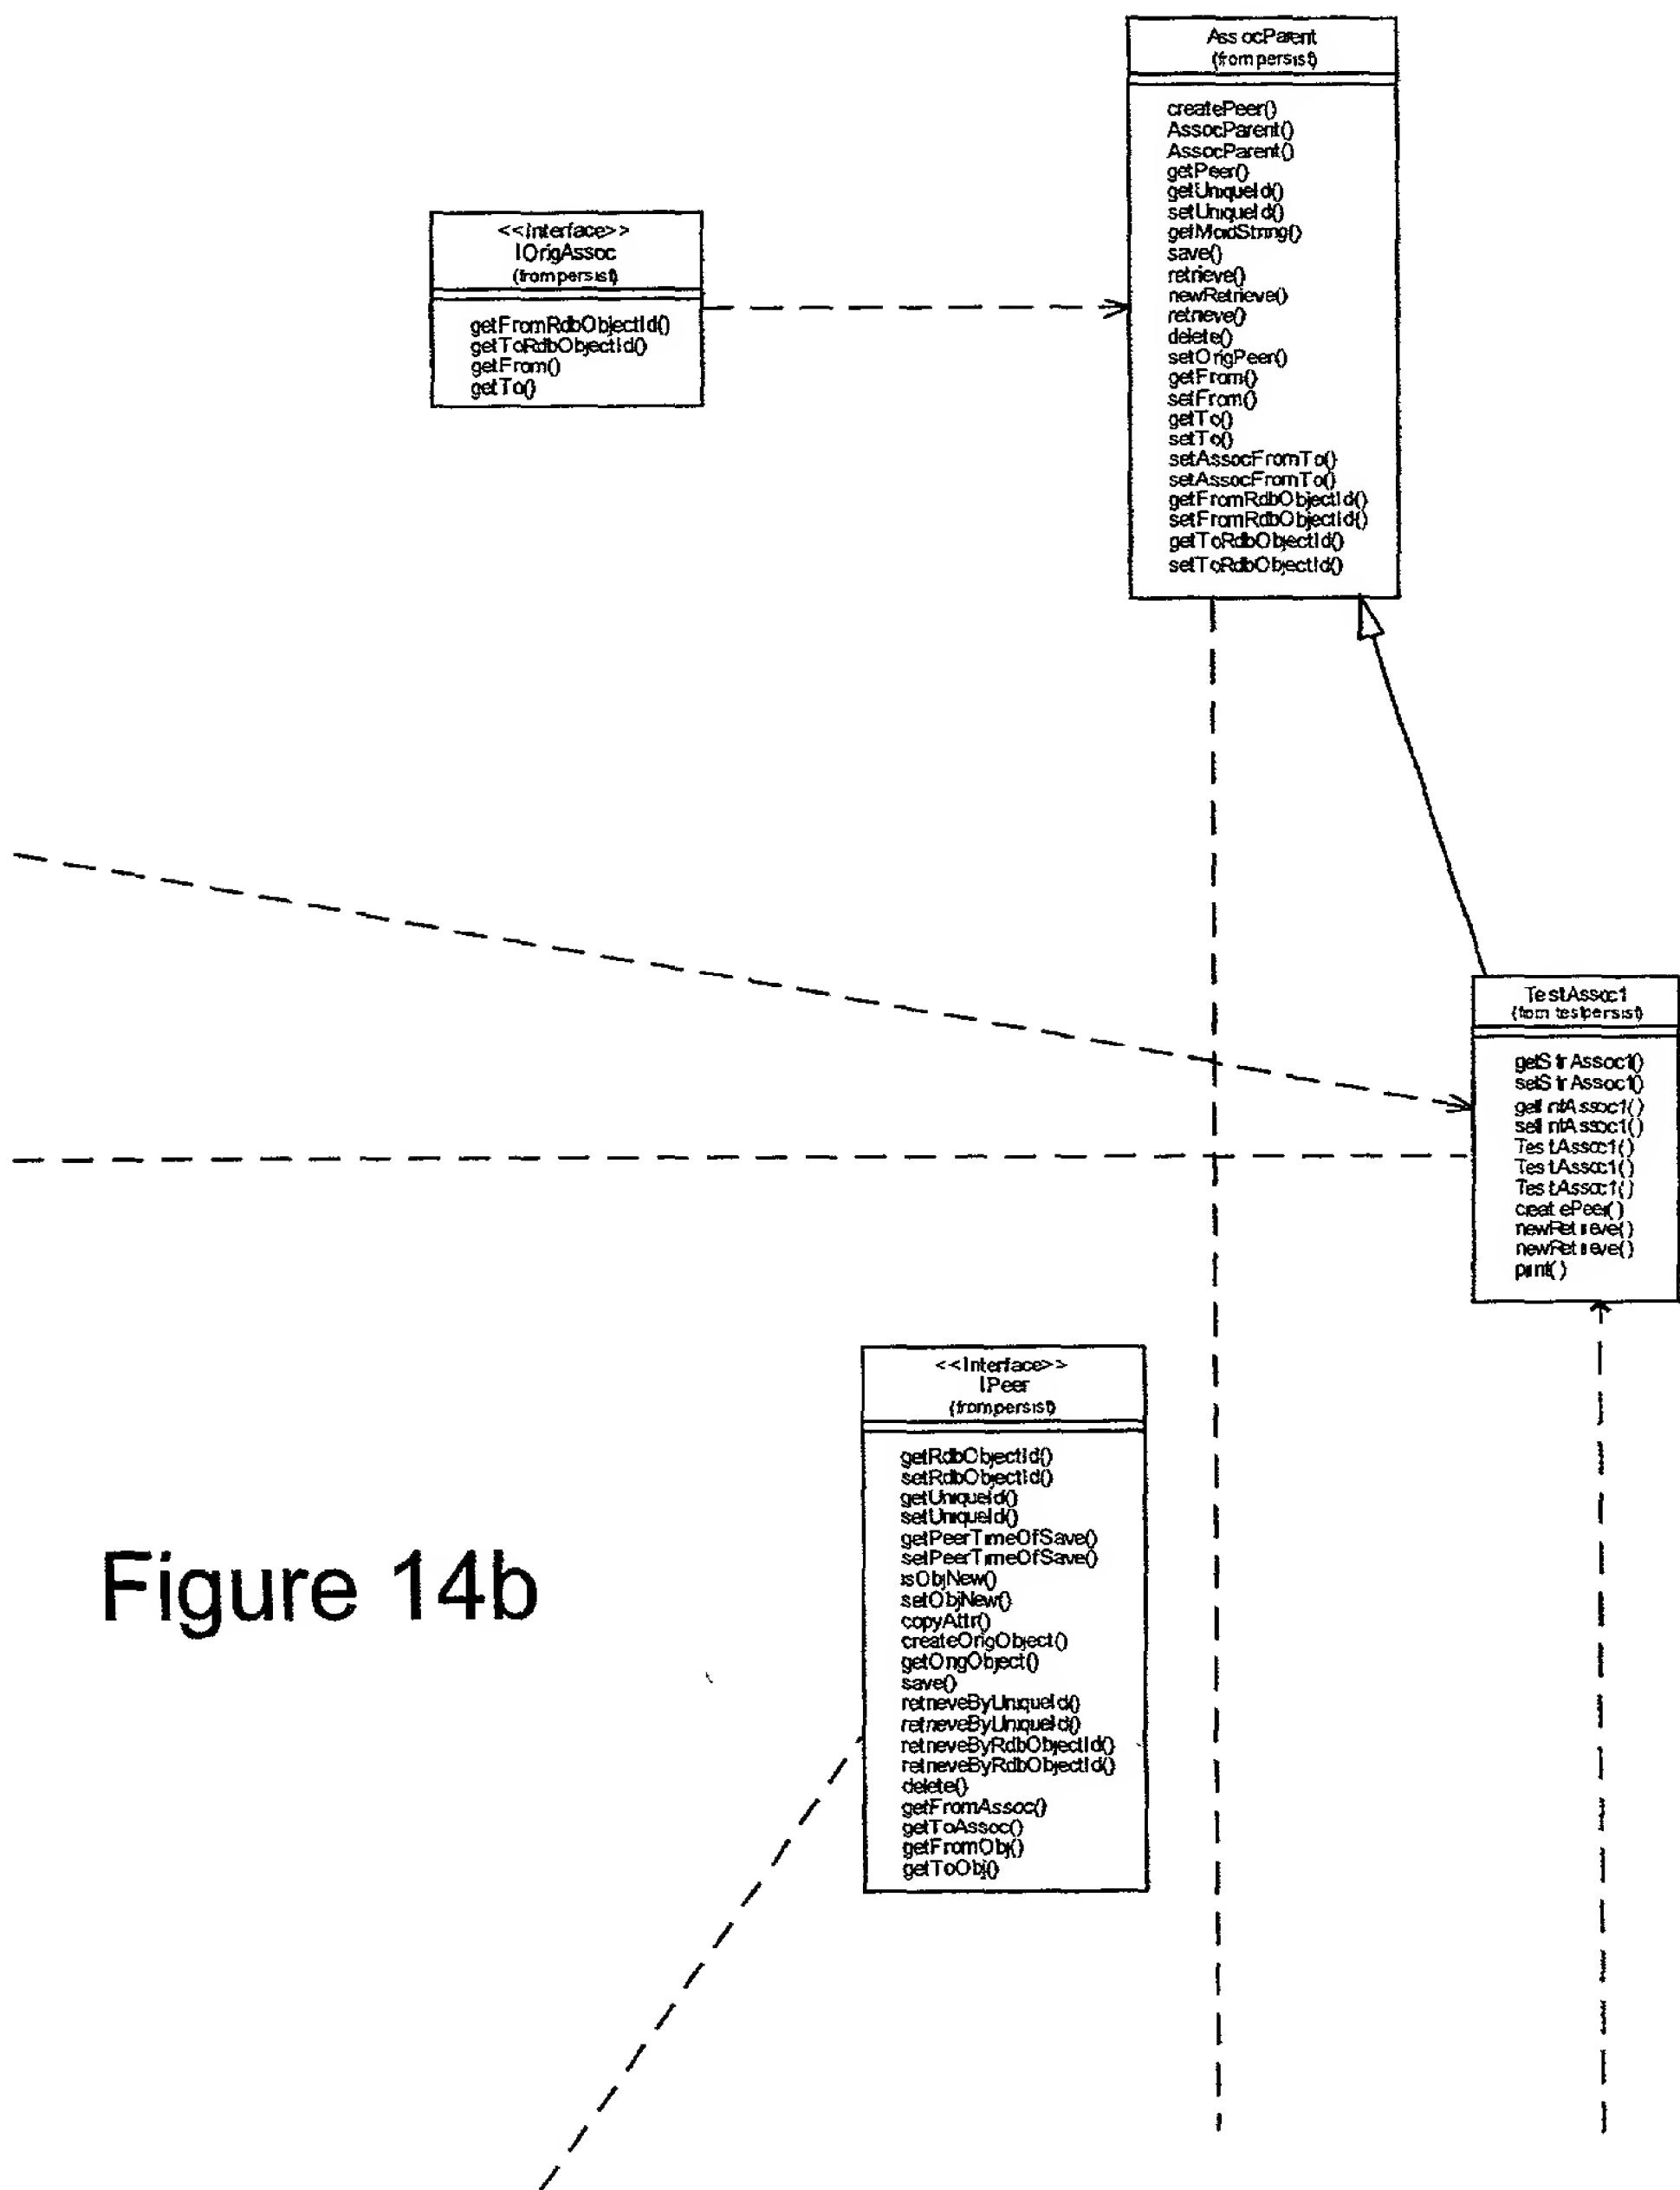 AssocParent
(from persist)
createPeer()
AssocParent()
AssocParent()
getPeer()
getUniqueId()
setUniqueId()
getModString()
save()
retrieve()
newRetrieve()
retrieve()
delete()
setOrigPeer()
getFrom()
setFrom()
getTo()
setTo()
setAssocFromTo()
setAssocFromTo()
getFromRdbObjectId()
setFromRdbObjectId()
getToRdbObjectId()
setToRdbObjectId()
<<Interface>>
IOrigAssoc
(from persist)
getFromRdbObjectId()
getToRdbObjectId()
getFrom()
getTo()
TestAssoc1
(from testpersist)
getStrAssoc1()
setStrAssoc1()
getIntAssoc1()
setIntAssoc1()
TestAssoc1()
TestAssoc1()
TestAssoc1()
createPeer()
newRetrieve()
newRetrieve()
print()
<<Interface>>
IPeer
(from persist)
getRdbObjectId()
setRdbObjectId()
getUniqueId()
setUniqueId()
getPeerTimeOfSave()
setPeerTimeOfSave()
isObjNew()
setObjNew()
copyAttr()
createOrigObject()
getOrigObject()
save()
retrieveByUniqueId()
retrieveByUniqueId()
retrieveByRdbObjectId()
retrieveByRdbObjectId()
delete()
getFromAssoc()
getToAssoc()
getFromObj()
getToObj()
Figure 14b